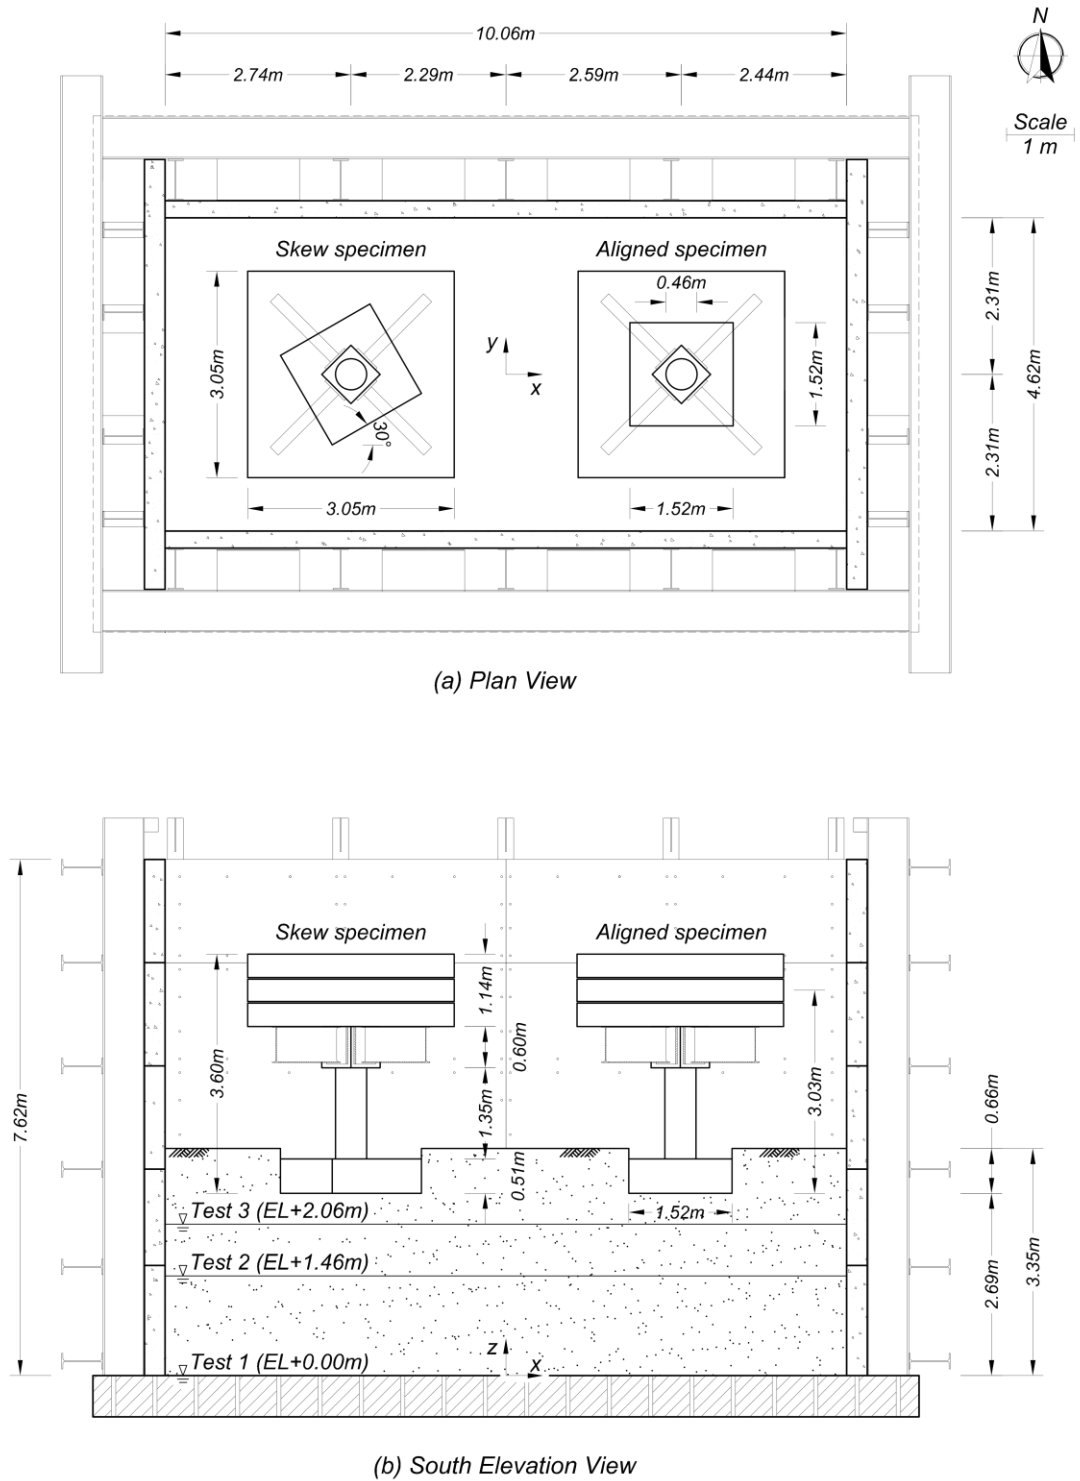 10.06m
2.74m
2.29m
2.59m
2.44m
N
Scale
1 m
Skew specimen
Aligned specimen
0.46m
3.05m
y
x
30°
1.52m
2.31m
4.62m
2.31m
3.05m
1.52m
(a) Plan View
Skew specimen
Aligned specimen
1.14m
0.60m
3.60m
3.03m
7.62m
1.35m
0.66m
0.51m
Test 3 (EL+2.06m)
1.52m
Test 2 (EL+1.46m)
2.69m
3.35m
Test 1 (EL+0.00m)
z
x
(b) South Elevation View